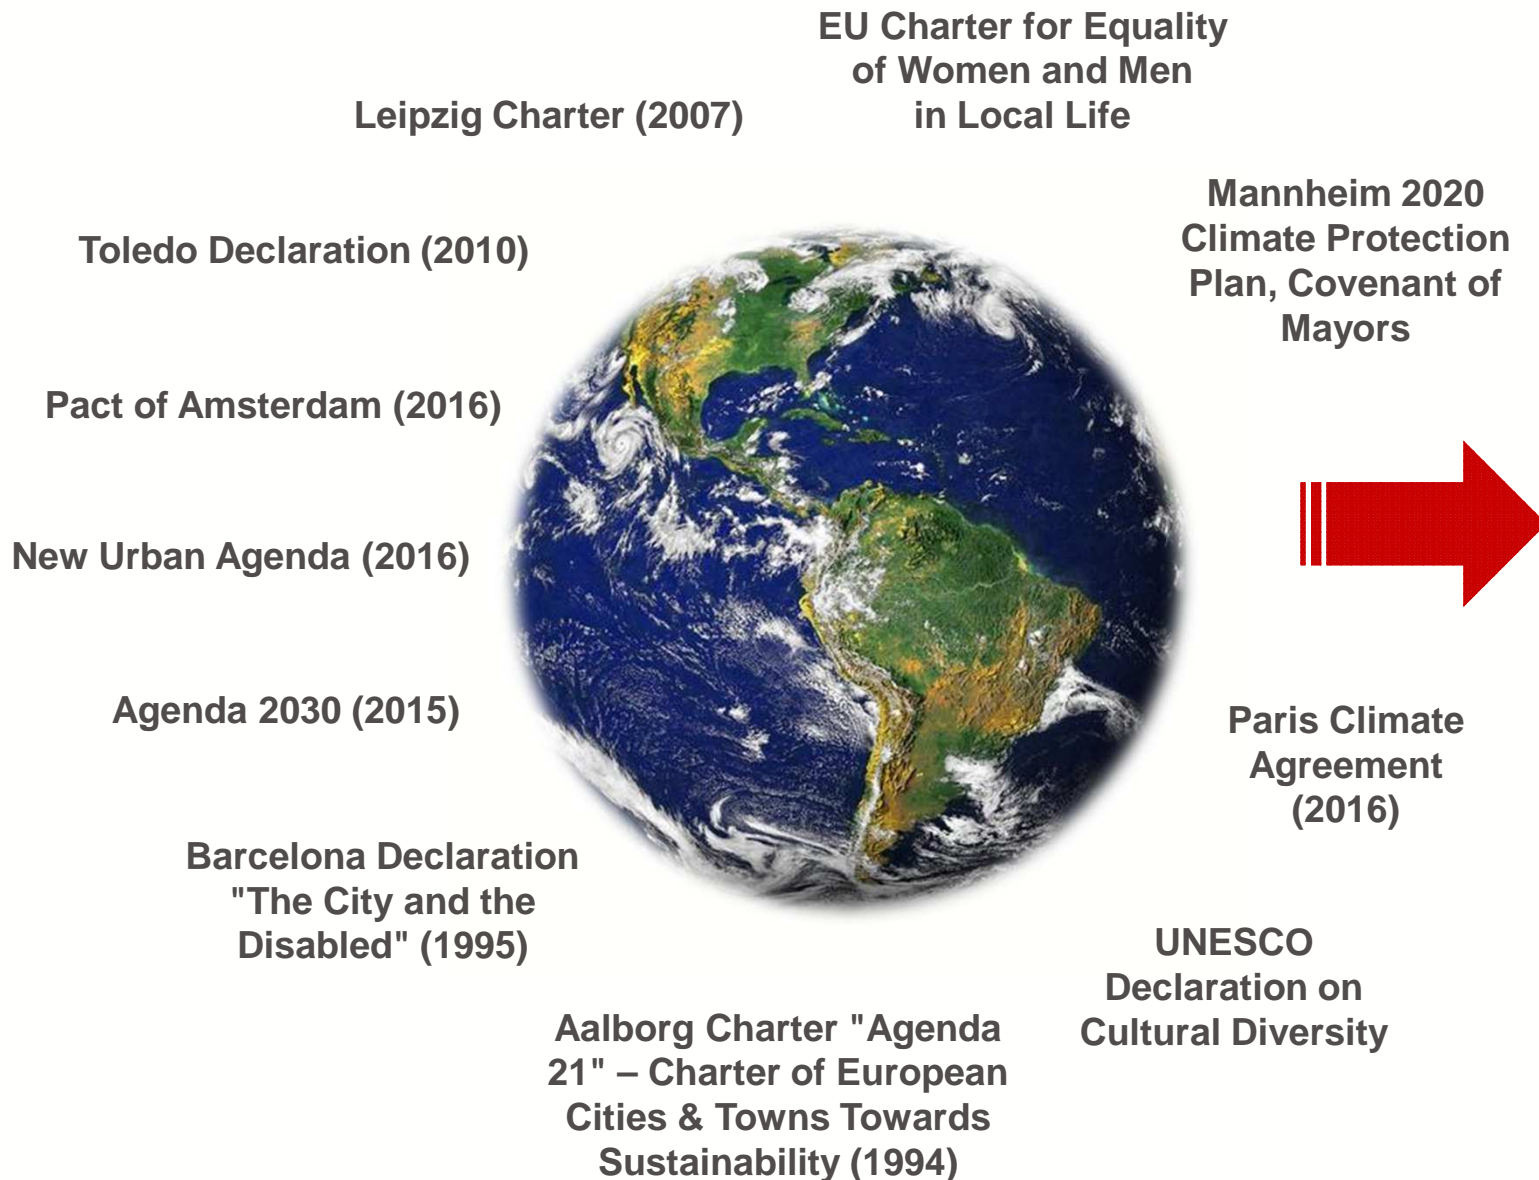 EU Charter for Equality
of Women and Men
in Local Life
Leipzig Charter (2007)
Mannheim 2020
Climate Protection
Plan, Covenant of
Mayors
Toledo Declaration (2010)
Pact of Amsterdam (2016)
New Urban Agenda (2016)
Agenda 2030 (2015)
Paris Climate
Agreement
(2016)
Barcelona Declaration
"The City and the
Disabled" (1995)
UNESCO
Declaration on
Cultural Diversity
Aalborg Charter "Agenda
21" – Charter of European
Cities & Towns Towards
Sustainability (1994)